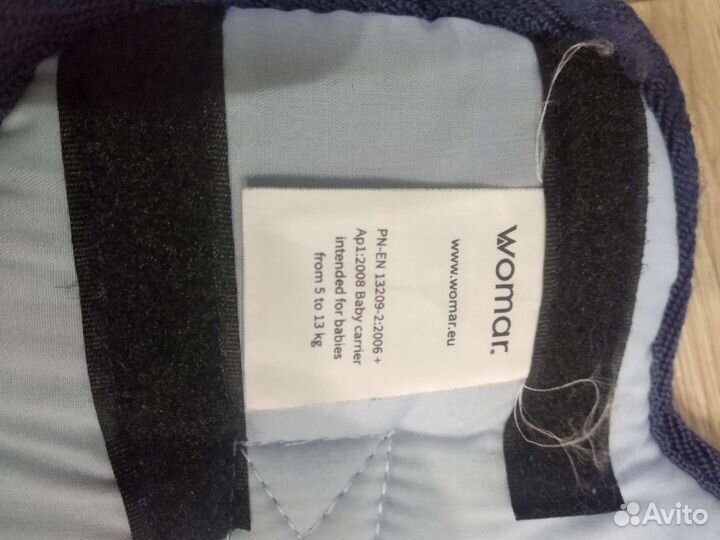 womar.
www.womar.eu
PN-EN 13209-2:2006 +
Ap1:2008 Baby carrier
intended for babies
from 5 to 13 kg
Avito